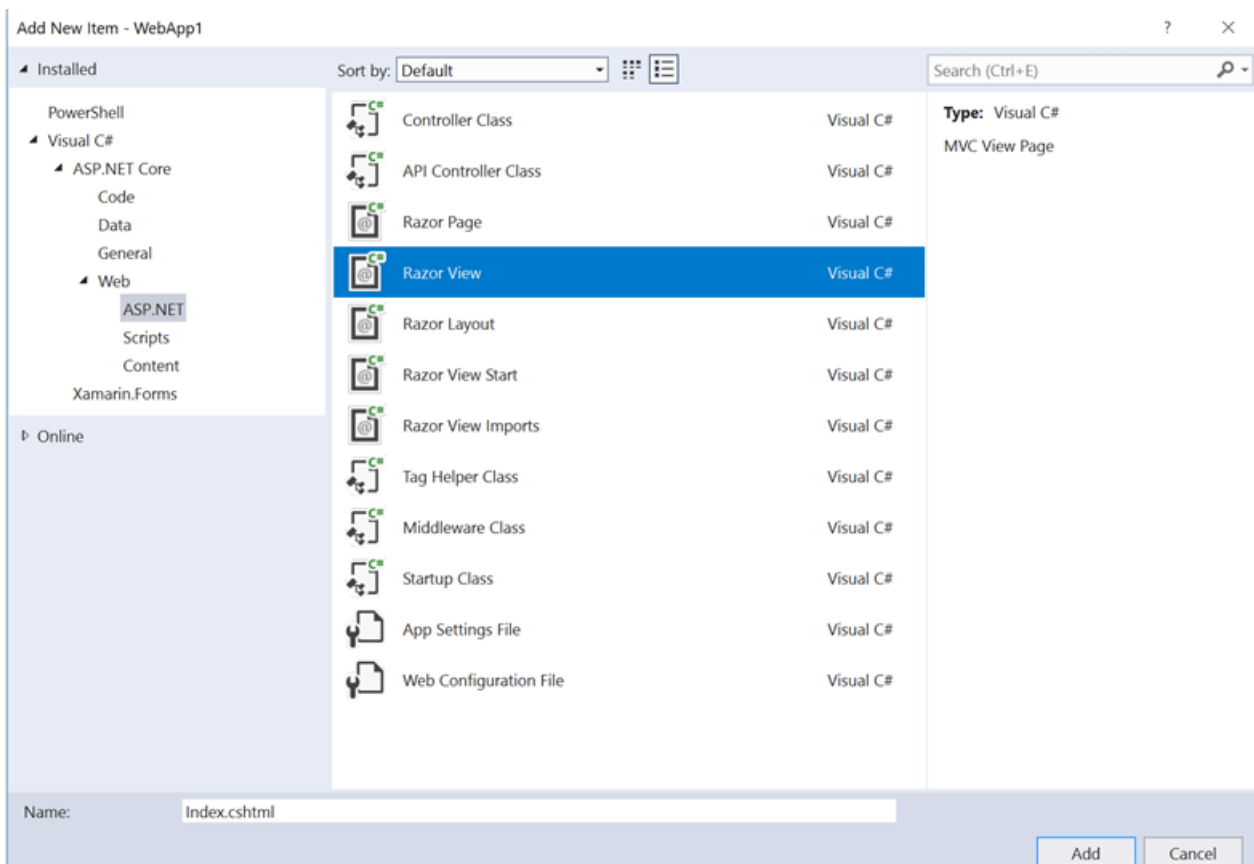 Add New Item - WebApp1
?
Installed
Sort by: Default
Search (Ctrl+E)
PowerShell
Visual C#
ASP.NET Core
Code
Data
General
Web
ASP.NET
Scripts
Content
Xamarin.Forms
Online
Controller Class Visual C#
API Controller Class Visual C#
Razor Page Visual C#
Razor View Visual C#
Razor Layout Visual C#
Razor View Start Visual C#
Razor View Imports Visual C#
Tag Helper Class Visual C#
Middleware Class Visual C#
Startup Class Visual C#
App Settings File Visual C#
Web Configuration File Visual C#
Type: Visual C#
MVC View Page
Name: Index.cshtml
Add Cancel